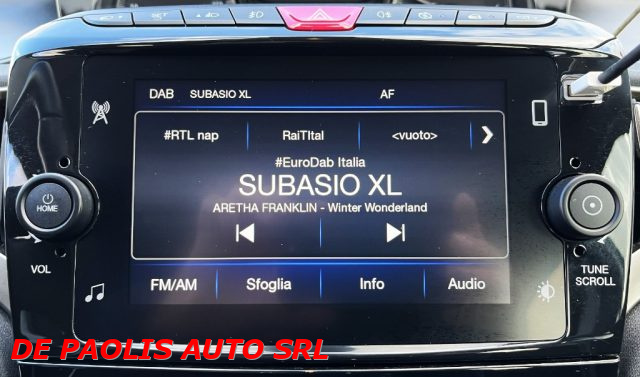 DAB SUBASIO XL AF
#RTL nap RaiTItal <vuoto>
#EuroDab Italia
SUBASIO XL
ARETHA FRANKLIN - Winter Wonderland
HOME
VOL
FM/AM Sfoglia Info Audio
TUNE
SCROLL
DE PAOLIS AUTO SRL